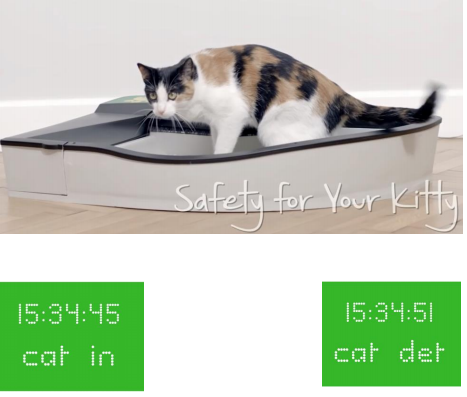 Safety for Your Kitty
15:34:45
cat in
15:34:51
cat det